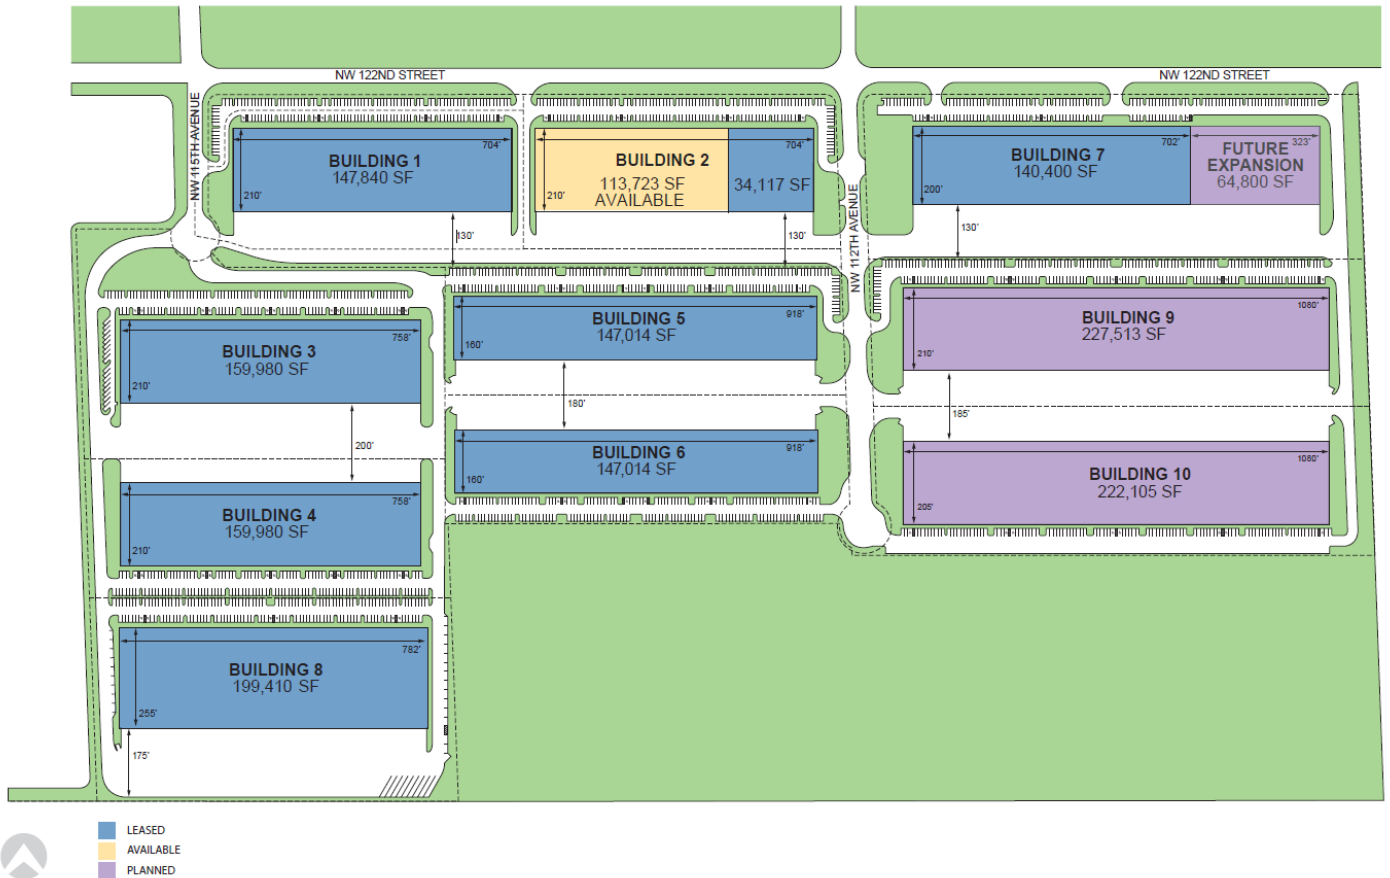 NW 122ND STREET
NW 122ND STREET
NW 115TH AVENUE
704'
BUILDING 1
147,840 SF
210'
704'
BUILDING 2
113,723 SF
AVAILABLE
34,117 SF
210'
702'
BUILDING 7
140,400 SF
200'
323'
FUTURE
EXPANSION
64,800 SF
130'
130'
130'
NW 112TH AVENUE
758'
BUILDING 3
159,980 SF
210'
918'
BUILDING 5
147,014 SF
160'
1080'
BUILDING 9
227,513 SF
210'
200'
180'
185'
918'
BUILDING 6
147,014 SF
160'
1080'
BUILDING 10
222,105 SF
205'
758'
BUILDING 4
159,980 SF
210'
782'
BUILDING 8
199,410 SF
255'
175'
LEASED
AVAILABLE
PLANNED